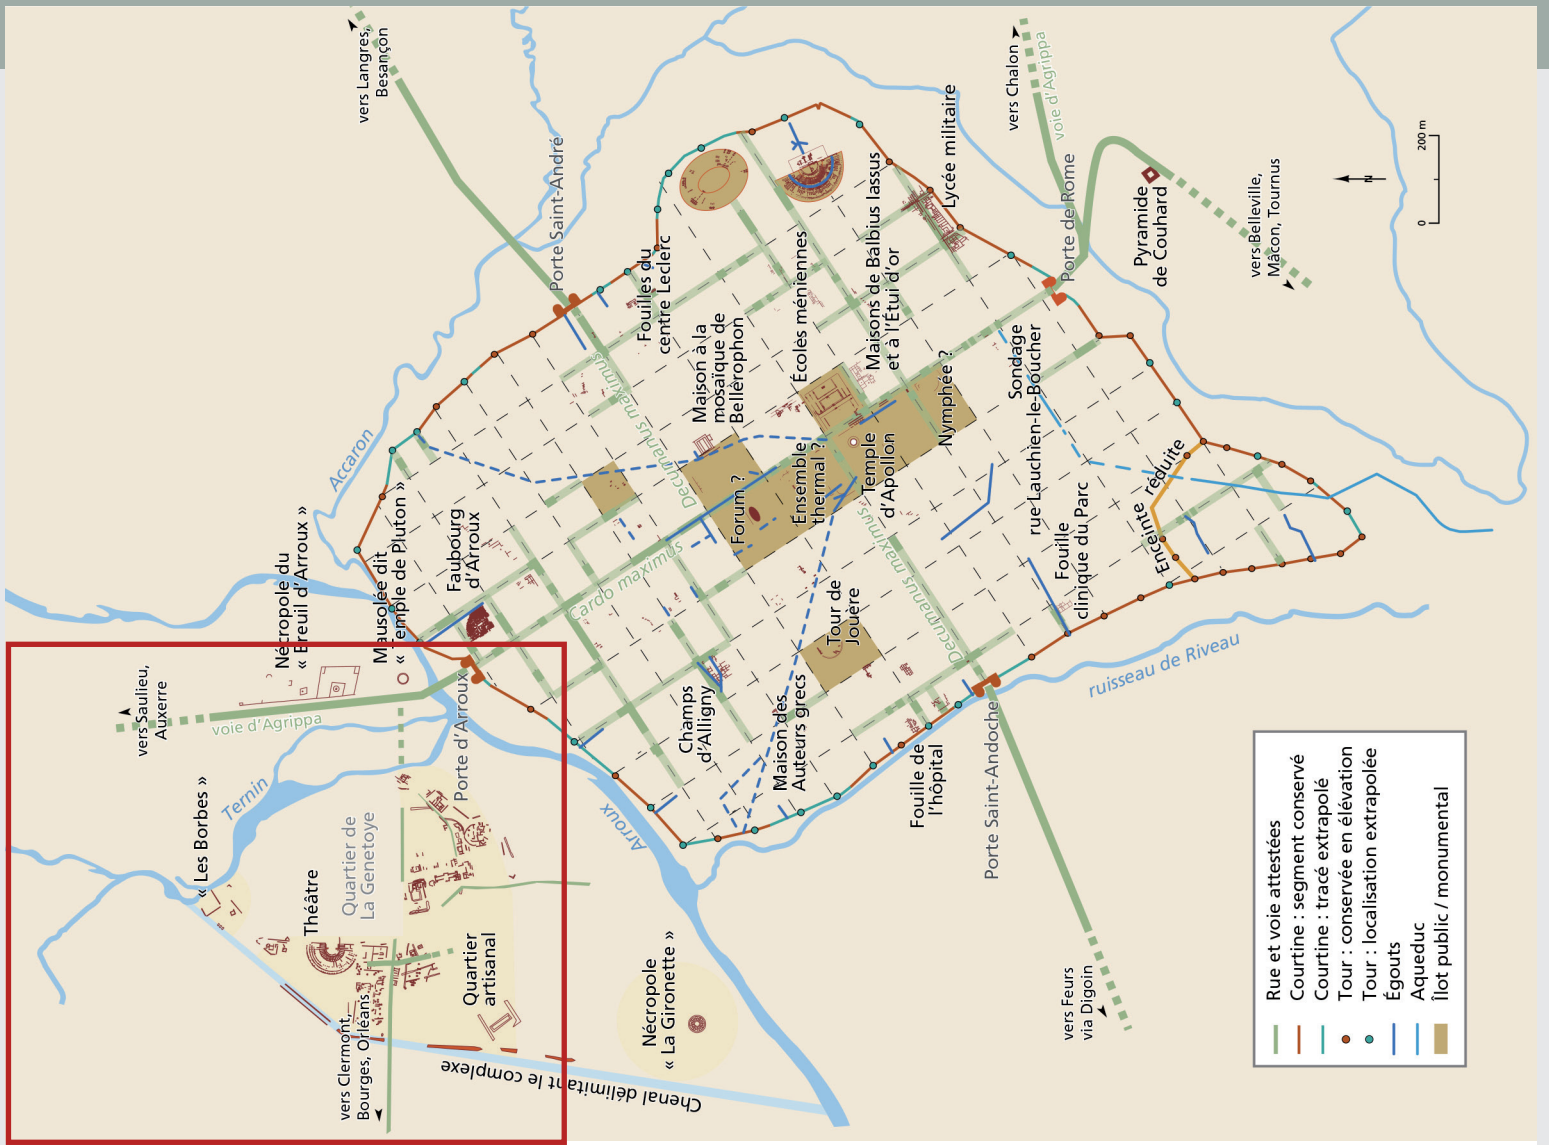 vers Langres,
Besançon
vers Chalon
voie d'Agrippa
Porte Saint-André
Lycée militaire
Porte de Rome
Pyramide
de Couhard
vers Belleville,
Mâcon, Tournus
N
0
200 m
Accaron
Fouilles du
centre Leclerc
Decumanus maximus
Maison à la
mosaïque de
Bellérophon
Écoles méniennes
Maisons de Balbius Iassus
et à l'Étui d'or
Nymphée ?
Sondage
rue Lauchien-le-Boucher
Forum ?
Ensemble
thermal ?
Temple
d'Apollon
Enceinte réduite
Nécropole du
« Breuil d'Arroux »
Mausolée dit
« Temple de Pluton »
Faubourg
d'Arroux
Cardo maximus
Decumanus maximus
Fouille
clinique du Parc
Tour de
Jouère
ruisseau de Riveau
vers Saulieu,
Auxerre
voie d'Agrippa
Porte d'Arroux
Champs
d'Alligny
Maison des
Auteurs grecs
Fouille de
l'hôpital
Porte Saint-Andoche
« Les Borbes »
Ternin
Arroux
Théâtre
Quartier de
La Genetoye
Quartier
artisanal
Nécropole
« La Gironette »
vers Clermont,
Bourges, Orléans
Chenal délimitant le complexe
vers Feurs
via Digoin
Rue et voie attestées
Courtine : segment conservé
Courtine : tracé extrapolé
Tour : conservée en élévation
Tour : localisation extrapolée
Égouts
Aqueduc
Îlot public / monumental